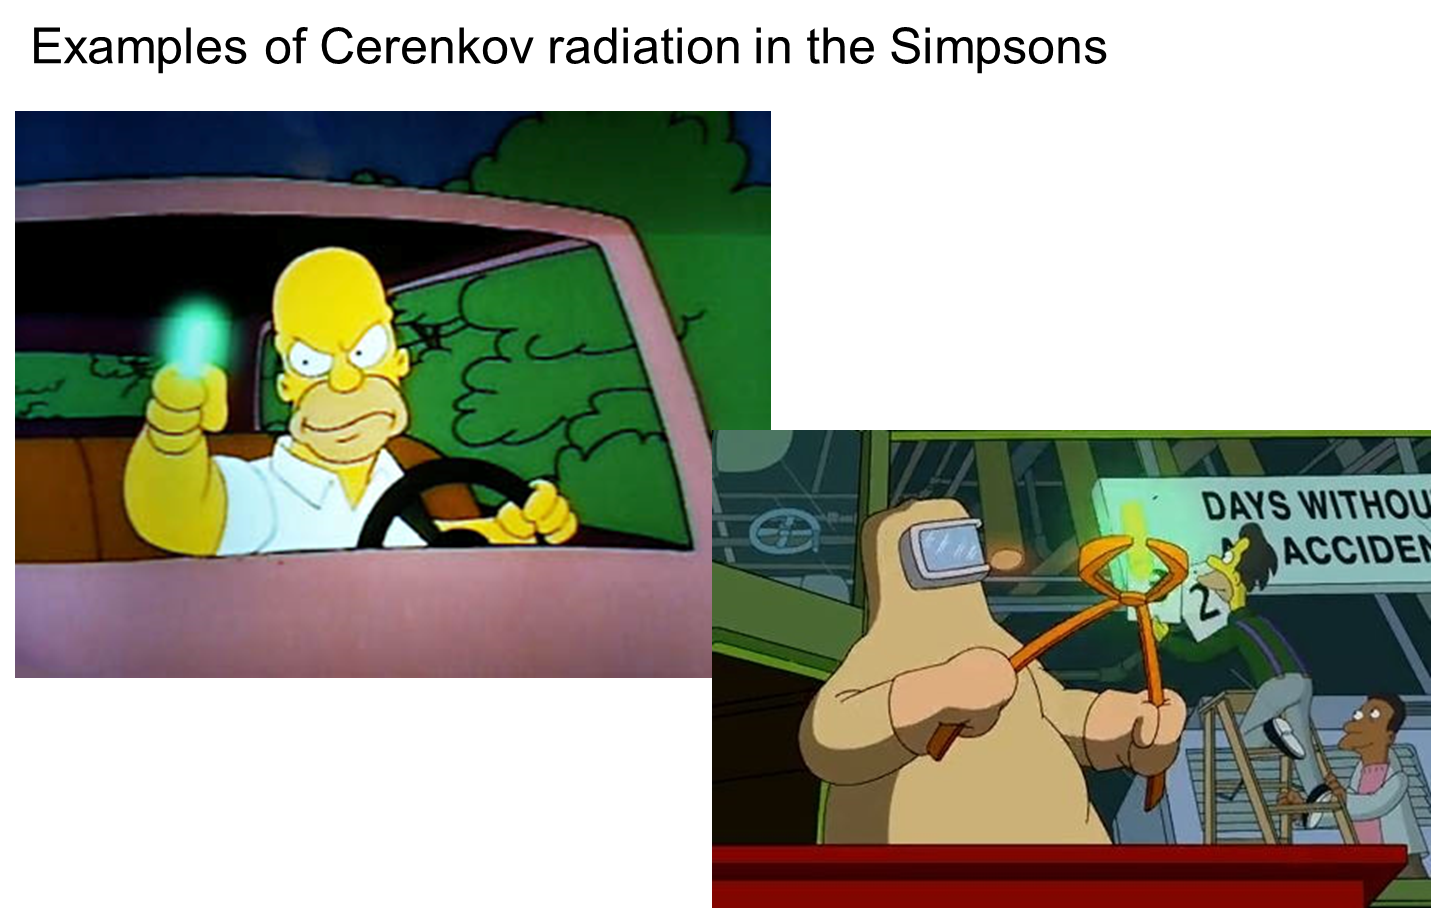 Examples of Cerenkov radiation in the Simpsons
DAYS WITHOU
ACCIDEN
2